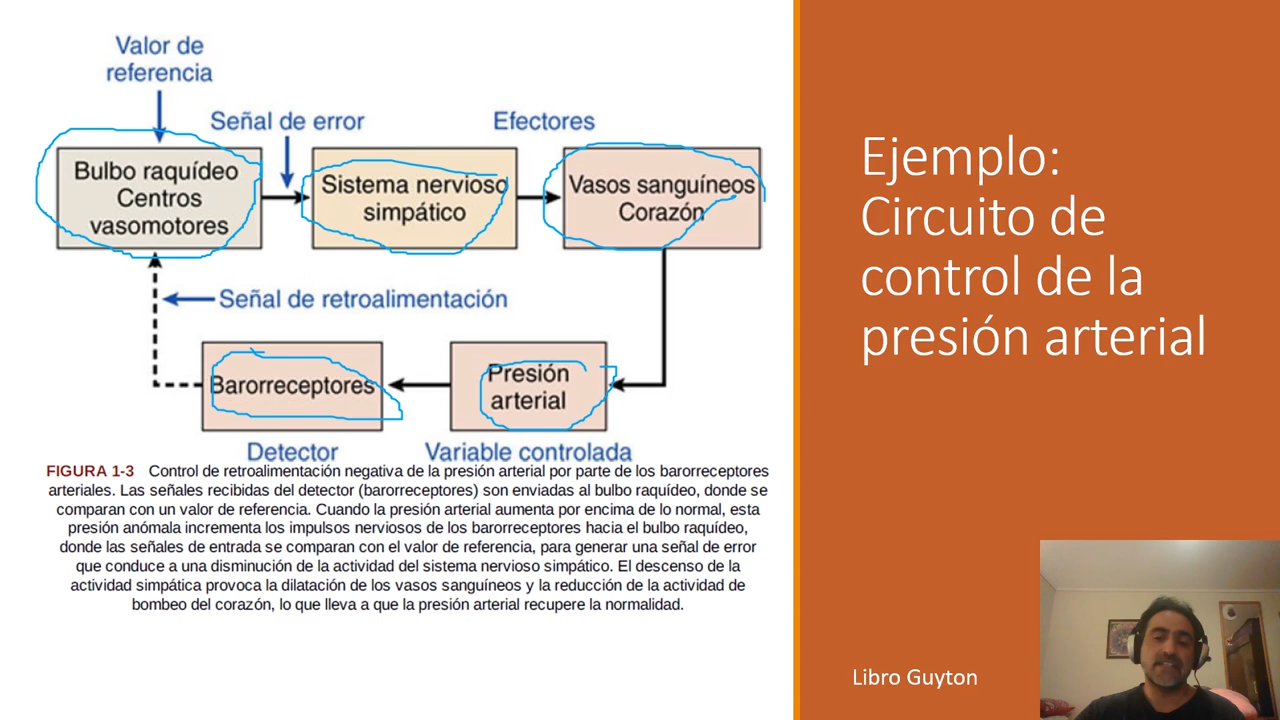 Valor de
referencia
Señal de error
Efectores
Bulbo raquídeo
Centros
vasomotores
Sistema nervioso
simpático
Vasos sanguíneos
Corazón
Señal de retroalimentación
Barorreceptores
Presión
arterial
Detector
Variable controlada
FIGURA 1-3 Control de retroalimentación negativa de la presión arterial por parte de los barorreceptores
arteriales. Las señales recibidas del detector (barorreceptores) son enviadas al bulbo raquídeo, donde se
comparan con un valor de referencia. Cuando la presión arterial aumenta por encima de lo normal, esta
presión anómala incrementa los impulsos nerviosos de los barorreceptores hacia el bulbo raquídeo,
donde las señales de entrada se comparan con el valor de referencia, para generar una señal de error
que conduce a una disminución de la actividad del sistema nervioso simpático. El descenso de la
actividad simpática provoca la dilatación de los vasos sanguíneos y la reducción de la actividad de
bombeo del corazón, lo que lleva a que la presión arterial recupere la normalidad.
Ejemplo:
Circuito de
control de la
presión arterial
Libro Guyton